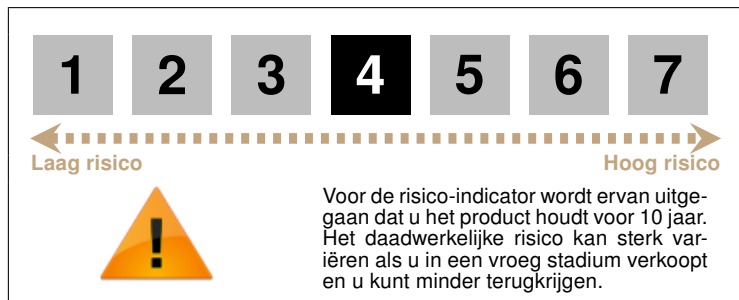 1 2 3 4 5 6 7
Laag risico Hoog risico
!
Voor de risico-indicator wordt ervan uitge-
gaan dat u het product houdt voor 10 jaar.
Het daadwerkelijke risico kan sterk var-
iëren als u in een vroeg stadium verkoopt
en u kunt minder terugkrijgen.